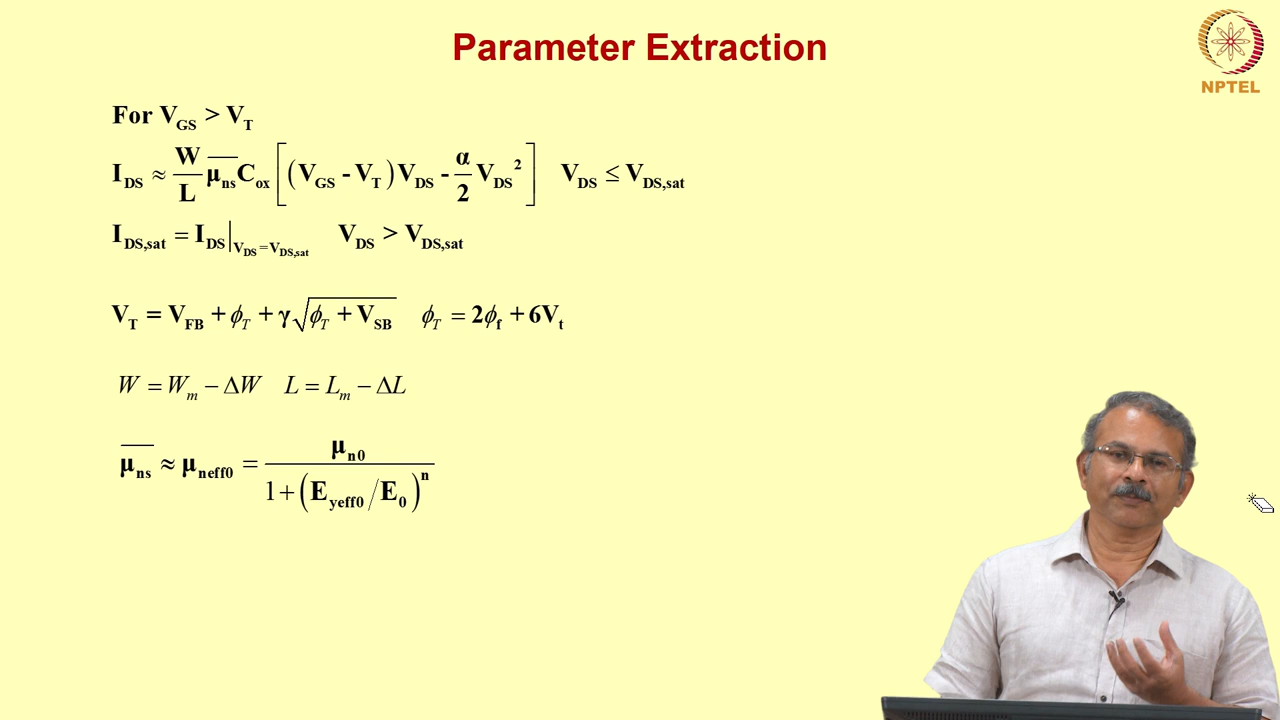 Parameter Extraction
NPTEL
For V_GS > V_T
I_DS ≈ W/L μ̅_ns C_ox [(V_GS - V_T) V_DS - α/2 V_DS²] V_DS ≤ V_DS,sat
I_DS,sat = I_DS|_V_DS=V_DS,sat V_DS > V_DS,sat
V_T = V_FB + ϕ_T + γ√(ϕ_T + V_SB) ϕ_T = 2ϕ_f + 6V_t
W = W_m − ΔW L = L_m − ΔL
μ̅_ns ≈ μ_neff0 = μ_n0 / 1 + (E_yeff0/E_0)^n